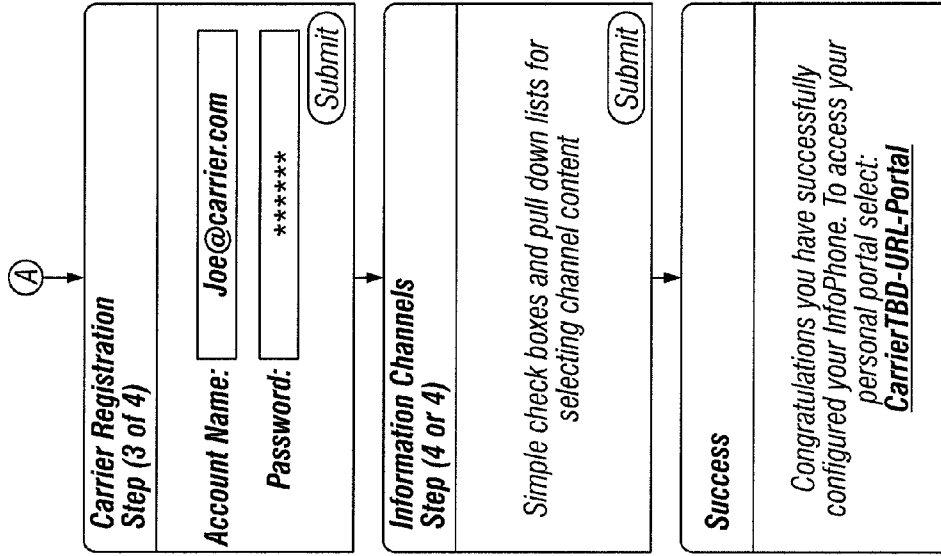 A
Carrier Registration
Step (3 of 4)
Account Name: Joe@carrier.com
Password: ******
Submit
Information Channels
Step (4 or 4)
Simple check boxes and pull down lists for
selecting channel content
Submit
Success
Congratulations you have successfully
configured your InfoPhone. To access your
personal portal select:
CarrierTBD-URL-Portal